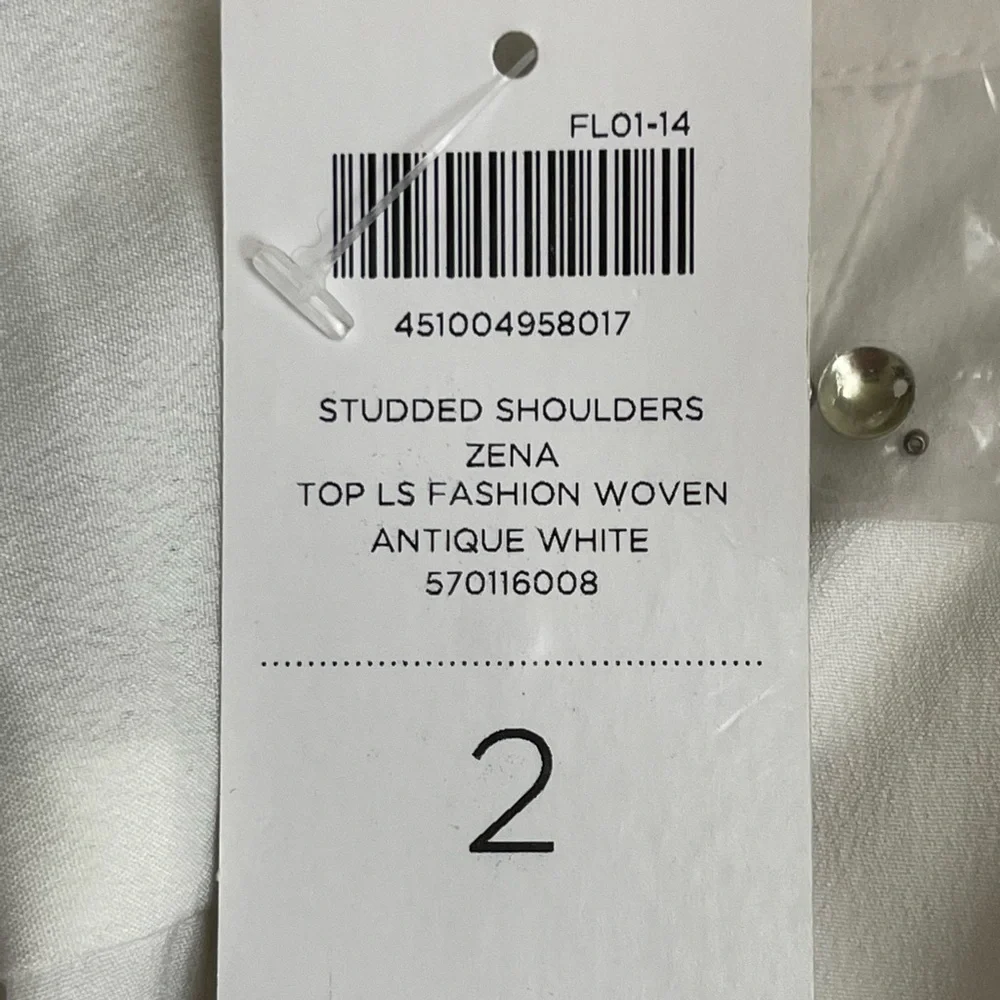 FL01-14
451004958017
STUDDED SHOULDERS
ZENA
TOP LS FASHION WOVEN
ANTIQUE WHITE
570116008
2